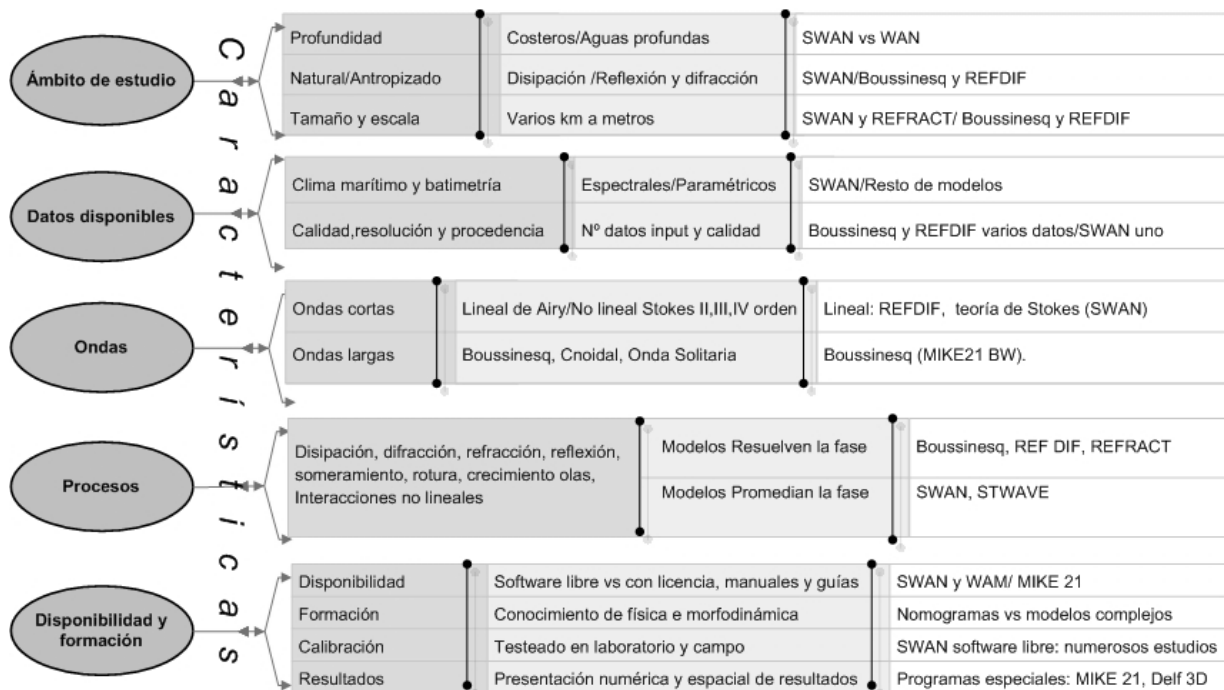 Características
Ámbito de estudio
Profundidad
Costeros/Aguas profundas
SWAN vs WAN
Natural/Antropizado
Disipación /Reflexión y difracción
SWAN/Boussinesq y REFDIF
Tamaño y escala
Varios km a metros
SWAN y REFRACT/ Boussinesq y REFDIF
Datos disponibles
Clima marítimo y batimetría
Espectrales/Paramétricos
SWAN/Resto de modelos
Calidad,resolución y procedencia
Nº datos input y calidad
Boussinesq y REFDIF varios datos/SWAN uno
Ondas
Ondas cortas
Lineal de Airy/No lineal Stokes II,III,IV orden
Lineal: REFDIF, teoría de Stokes (SWAN)
Ondas largas
Boussinesq, Cnoidal, Onda Solitaria
Boussinesq (MIKE21 BW).
Procesos
Disipación, difracción, refracción, reflexión,
someramiento, rotura, crecimiento olas,
Interacciones no lineales
Modelos Resuelven la fase
Boussinesq, REF DIF, REFRACT
Modelos Promedian la fase
SWAN, STWAVE
Disponibilidad y
formación
Disponibilidad
Software libre vs con licencia, manuales y guías
SWAN y WAM/ MIKE 21
Formación
Conocimiento de física e morfodinámica
Nomogramas vs modelos complejos
Calibración
Testeado en laboratorio y campo
SWAN software libre: numerosos estudios
Resultados
Presentación numérica y espacial de resultados
Programas especiales: MIKE 21, Delf 3D